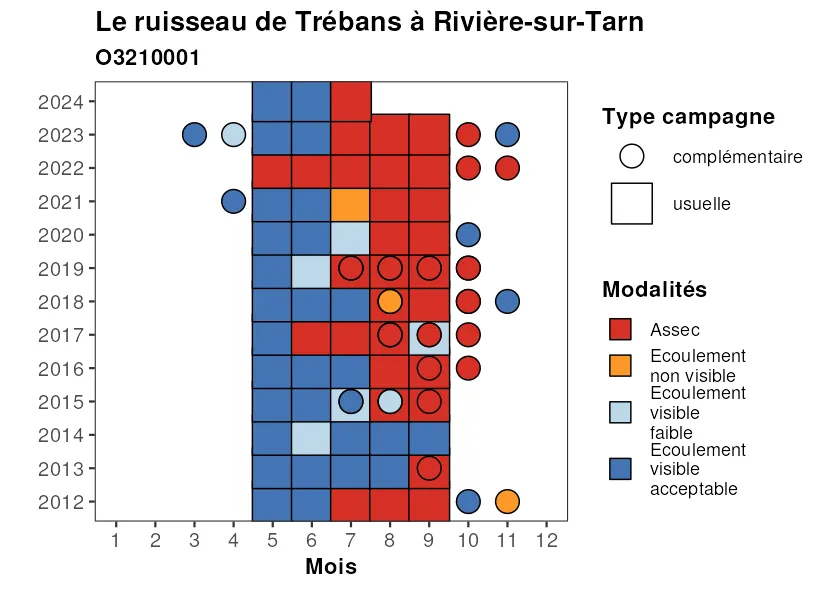 Le ruisseau de Trébans à Rivière-sur-Tarn
O3210001
2024
2023
2022
2021
2020
2019
2018
2017
2016
2015
2014
2013
2012
1 2 3 4 5 6 7 8 9 10 11 12
Mois
Type campagne
complémentaire
usuelle
Modalités
Assec
Ecoulement
non visible
Ecoulement
visible
faible
Ecoulement
visible
acceptable